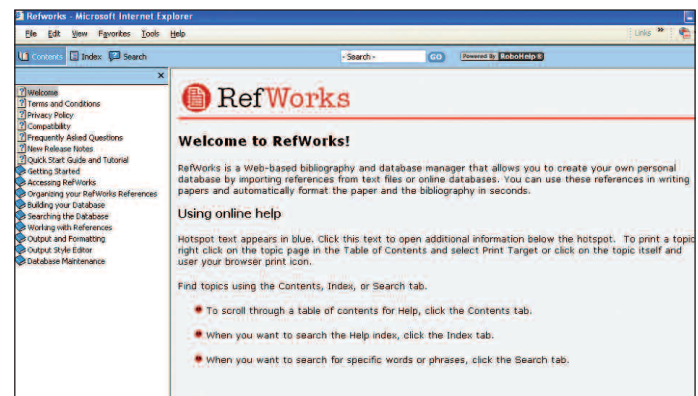 Refworks - Microsoft Internet Explorer
File Edit View Favorites Tools Help
Links »
Contents Index Search
- Search -
GO
Powered By RoboHelp
×
Welcome
Terms and Conditions
Privacy Policy
Compatibility
Frequently Asked Questions
New Release Notes
Quick Start Guide and Tutorial
Getting Started
Accessing RefWorks
Organizing your RefWorks References
Building your Database
Searching the Database
Working with References
Output and Formatting
Output Style Editor
Database Maintenance
RefWorks
Welcome to RefWorks!
RefWorks is a Web-based bibliography and database manager that allows you to create your own personal
database by importing references from text files or online databases. You can use these references in writing
papers and automatically format the paper and the bibliography in seconds.
Using online help
Hotspot text appears in blue. Click this text to open additional information below the hotspot. To print a topic
right click on the topic page in the Table of Contents and select Print Target or click on the topic itself and
user your browser print icon.
Find topics using the Contents, Index, or Search tab.
To scroll through a table of contents for Help, click the Contents tab.
When you want to search the Help index, click the Index tab.
When you want to search for specific words or phrases, click the Search tab.